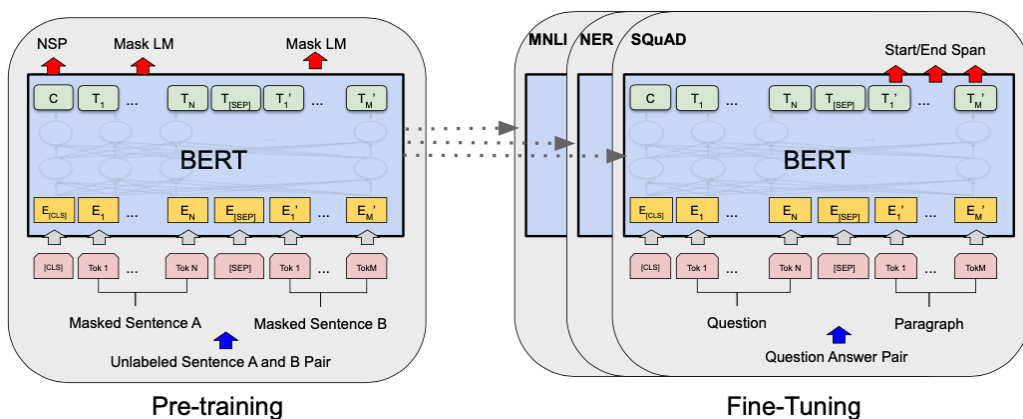 NSP Mask LM Mask LM
C T1 ... TN T[SEP] T1' ... TM'
BERT
E[CLS] E1 ... EN E[SEP] E1' ... EM'
[CLS] Tok 1 ... Tok N [SEP] Tok 1 ... TokM
Masked Sentence A Masked Sentence B
Unlabeled Sentence A and B Pair
Pre-training
MNLI NER SQuAD
Start/End Span
C T1 ... TN T[SEP] T1' ... TM'
BERT
E[CLS] E1 ... EN E[SEP] E1' ... EM'
[CLS] Tok 1 ... Tok N [SEP] Tok 1 ... TokM
Question Paragraph
Question Answer Pair
Fine-Tuning